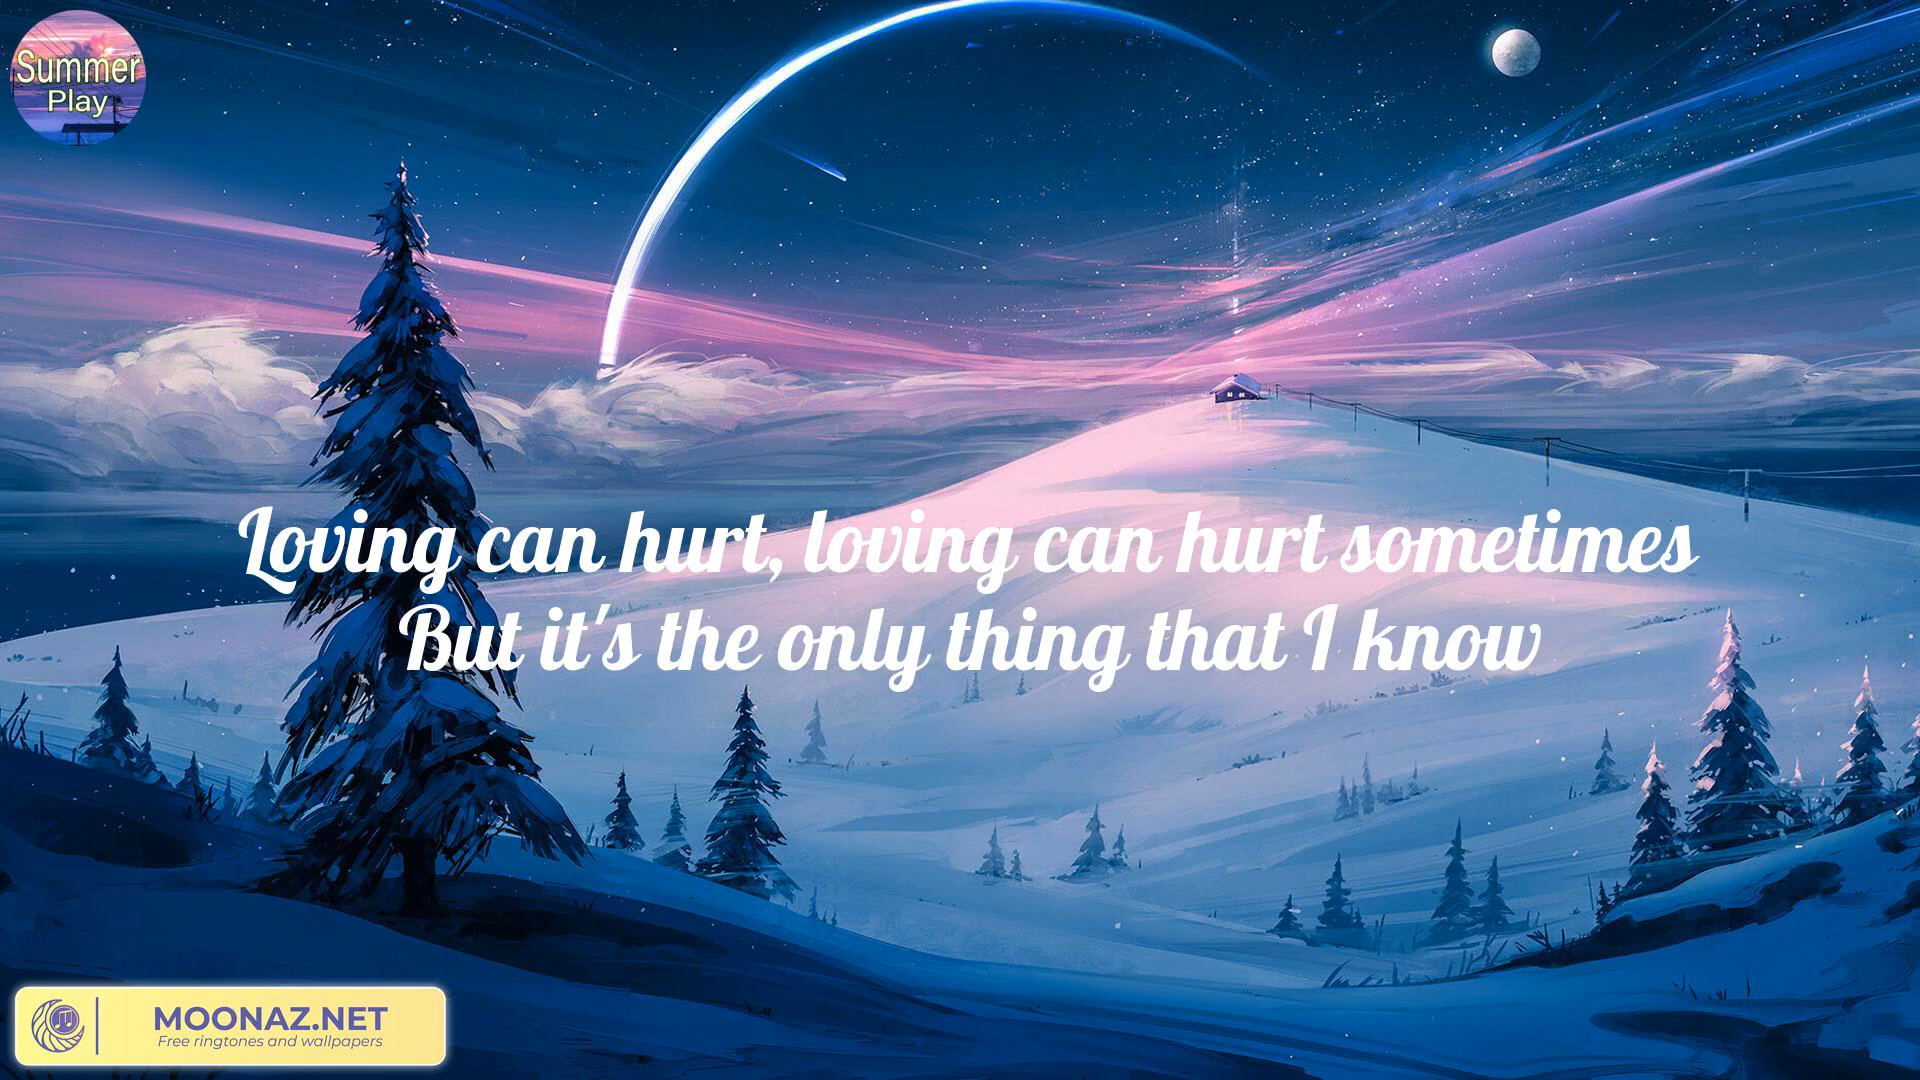 Summer
Play
Loving can hurt, loving can hurt sometimes
But it's the only thing that I know
MOONAZ.NET
Free ringtones and wallpapers